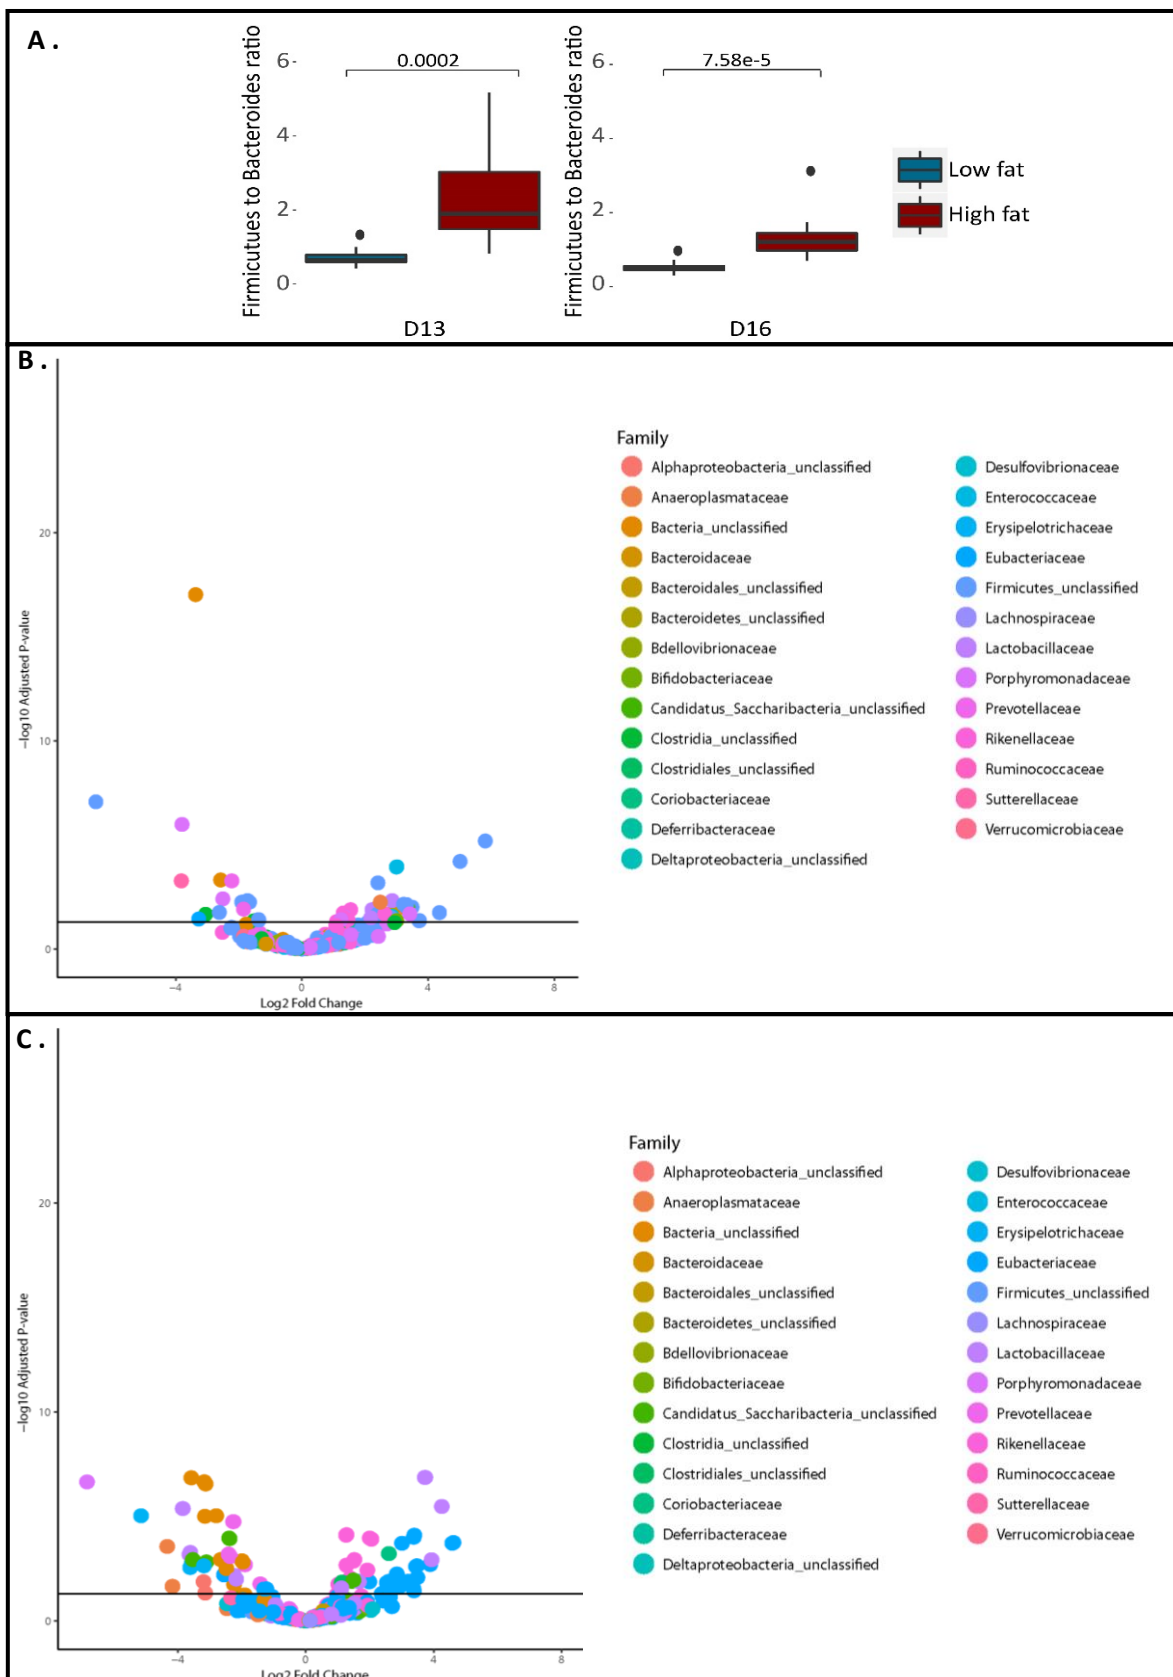 A .
Firmicutues to Bacteroides ratio
6
4
2
0
0.0002
D13
Firmicutues to Bacteroides ratio
6
4
2
0
7.58e-5
D16
Low fat
High fat
B .
−log10 Adjusted P-value
20
10
0
−4 0 4 8
Log2 Fold Change
Family
Alphaproteobacteria_unclassified
Anaeroplasmataceae
Bacteria_unclassified
Bacteroidaceae
Bacteroidales_unclassified
Bacteroidetes_unclassified
Bdellovibrionaceae
Bifidobacteriaceae
Candidatus_Saccharibacteria_unclassified
Clostridia_unclassified
Clostridiales_unclassified
Coriobacteriaceae
Deferribacteraceae
Deltaproteobacteria_unclassified
Desulfovibrionaceae
Enterococcaceae
Erysipelotrichaceae
Eubacteriaceae
Firmicutes_unclassified
Lachnospiraceae
Lactobacillaceae
Porphyromonadaceae
Prevotellaceae
Rikenellaceae
Ruminococcaceae
Sutterellaceae
Verrucomicrobiaceae
C .
−log10 Adjusted P-value
20
10
0
−4 0 4 8
Log2 Fold Change
Family
Alphaproteobacteria_unclassified
Anaeroplasmataceae
Bacteria_unclassified
Bacteroidaceae
Bacteroidales_unclassified
Bacteroidetes_unclassified
Bdellovibrionaceae
Bifidobacteriaceae
Candidatus_Saccharibacteria_unclassified
Clostridia_unclassified
Clostridiales_unclassified
Coriobacteriaceae
Deferribacteraceae
Deltaproteobacteria_unclassified
Desulfovibrionaceae
Enterococcaceae
Erysipelotrichaceae
Eubacteriaceae
Firmicutes_unclassified
Lachnospiraceae
Lactobacillaceae
Porphyromonadaceae
Prevotellaceae
Rikenellaceae
Ruminococcaceae
Sutterellaceae
Verrucomicrobiaceae